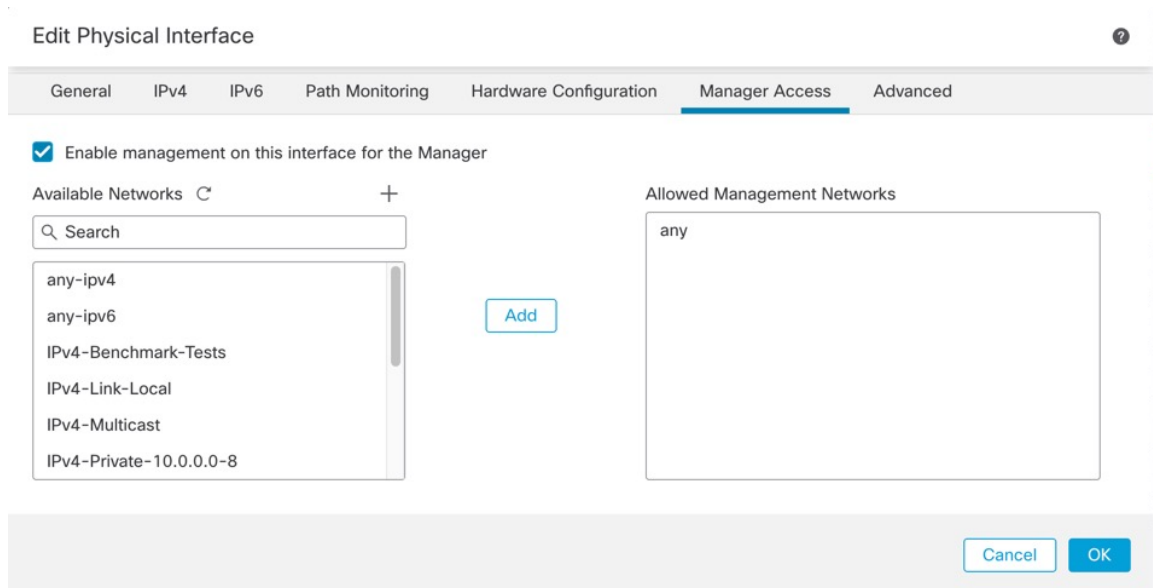 Edit Physical Interface
?
General IPv4 IPv6 Path Monitoring Hardware Configuration Manager Access Advanced
Enable management on this interface for the Manager
Available Networks
Search
any-ipv4
any-ipv6
IPv4-Benchmark-Tests
IPv4-Link-Local
IPv4-Multicast
IPv4-Private-10.0.0.0-8
Add
Allowed Management Networks
any
Cancel OK